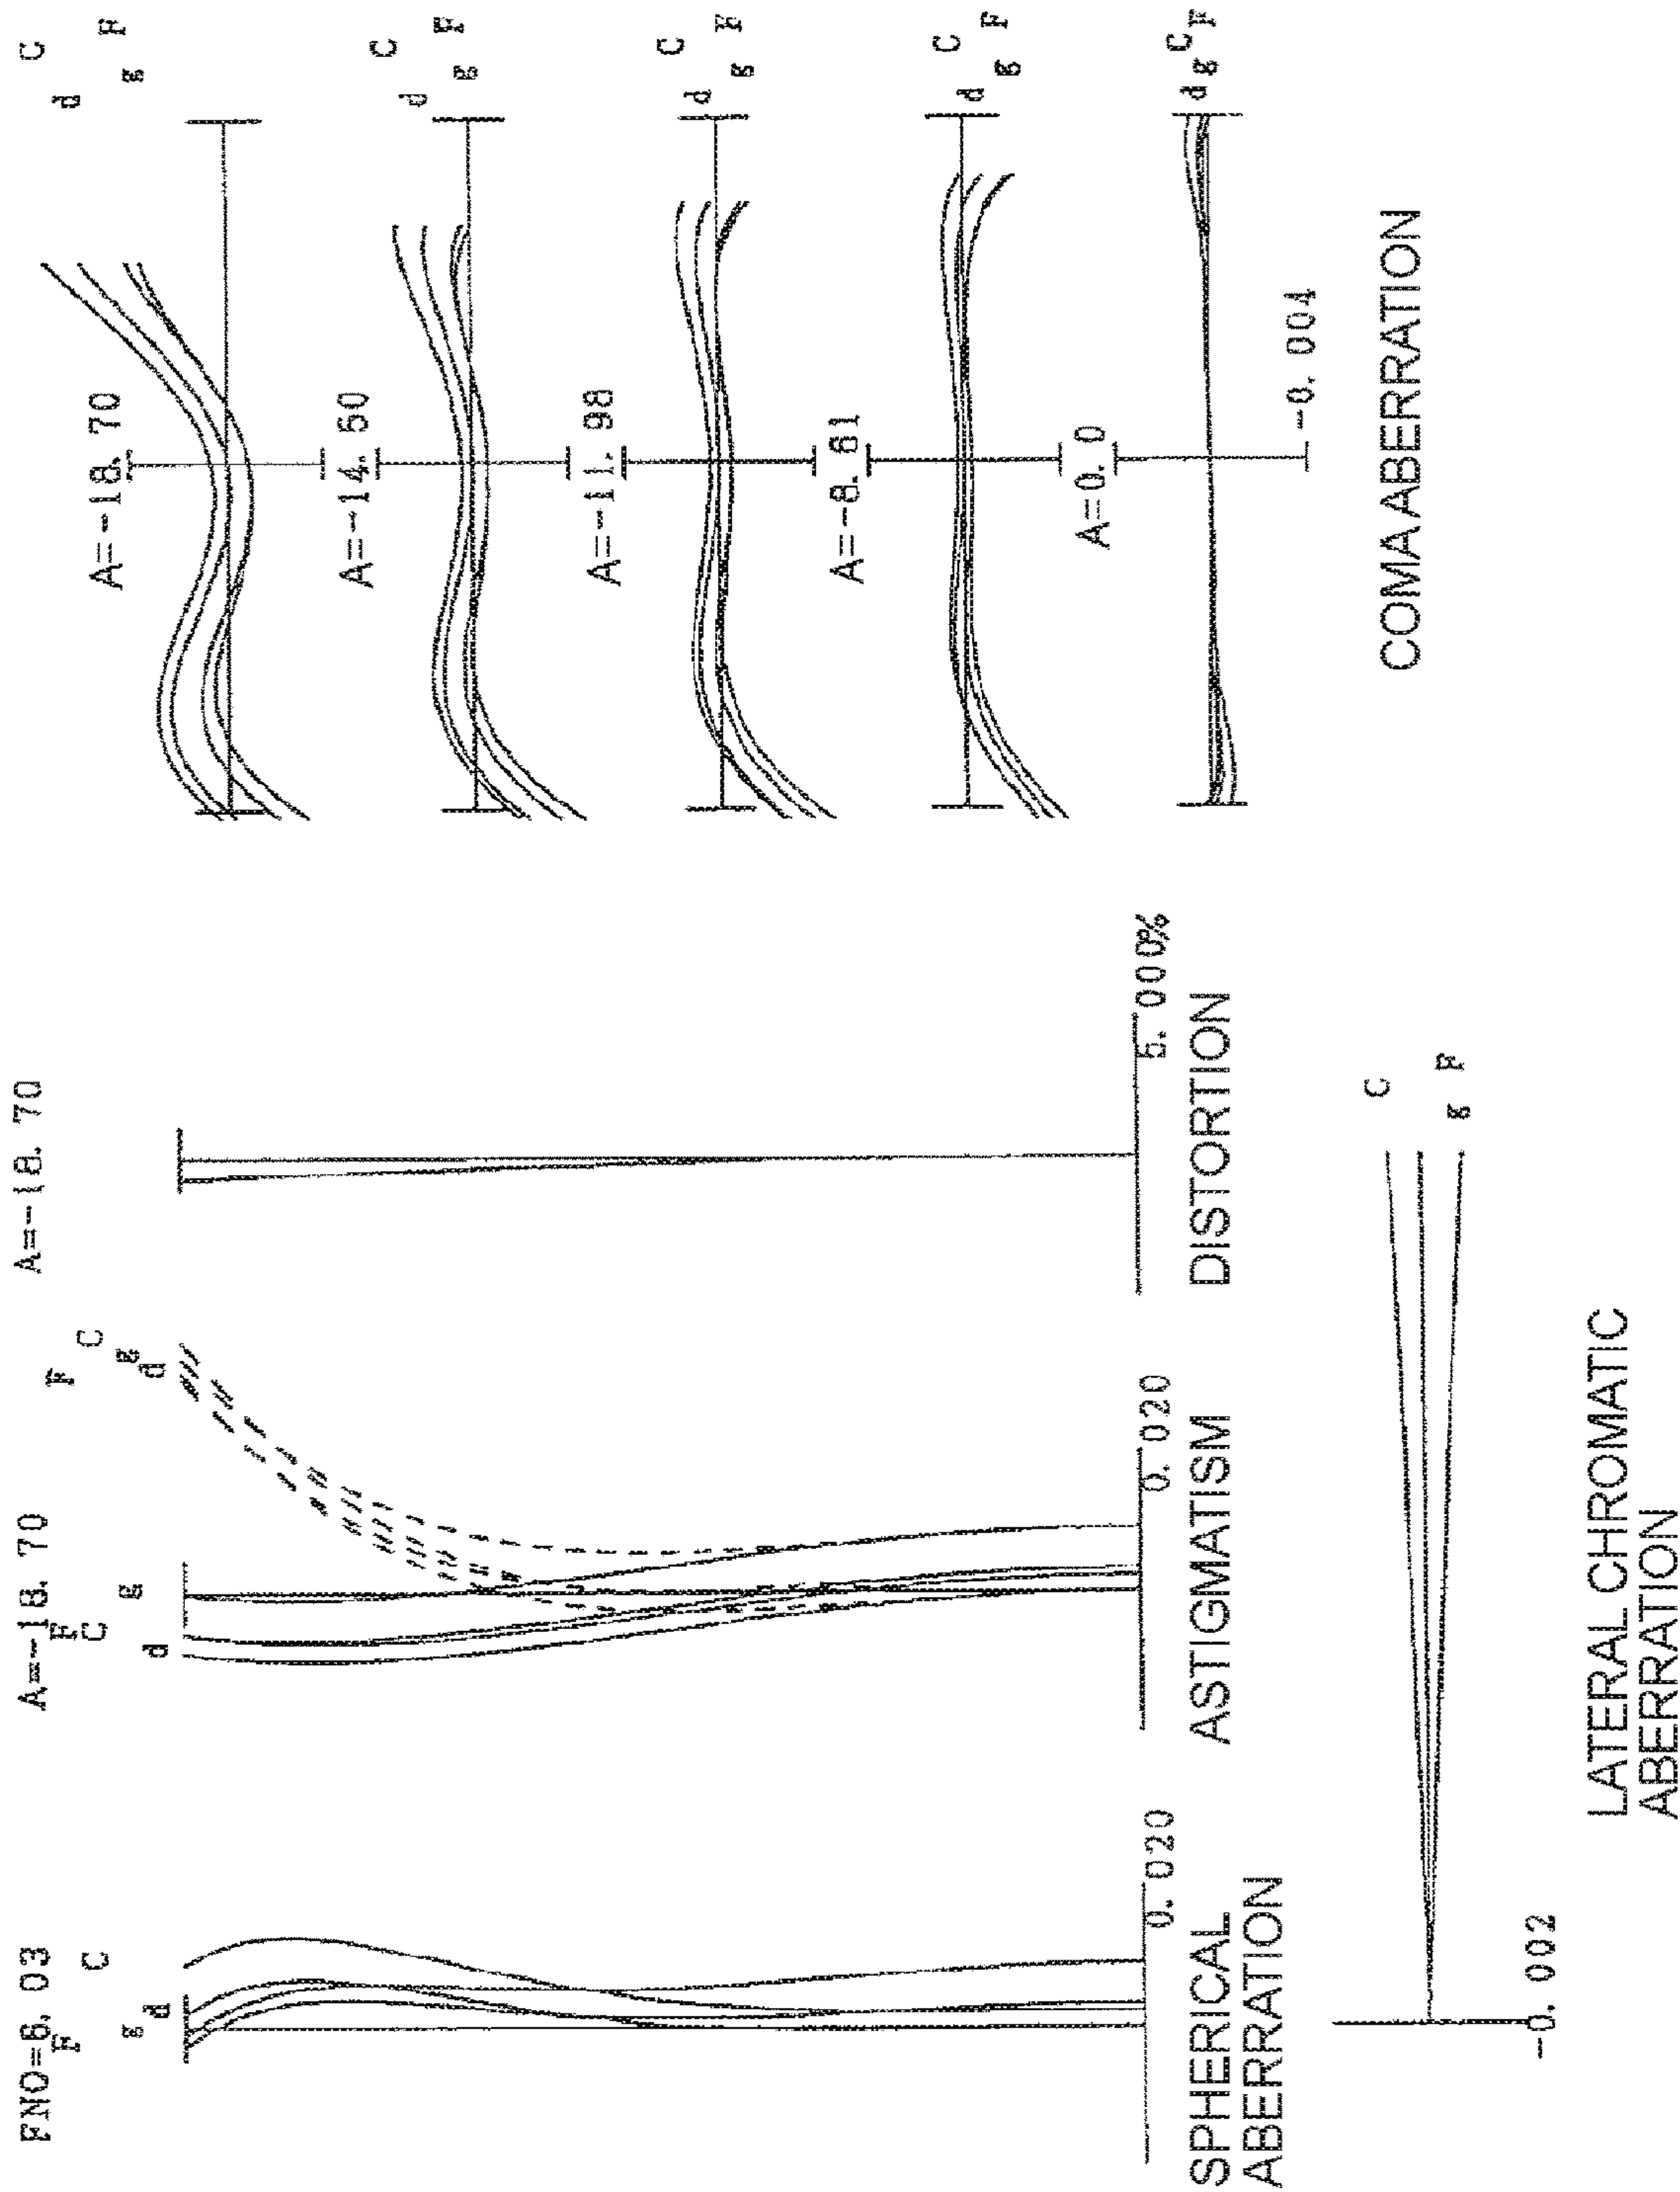 FNO=6. 03
F
g
d
C
0. 020
SPHERICAL
ABERRATION
A=-18. 70
F
C
d
g
F
C
g
d
0. 020
ASTIGMATISM
A=-18. 70
5. 000%
DISTORTION
A=-18. 70
d
C
g
F
A=-14. 50
d
C
g
F
A=-11. 98
d
C
g
F
A=-8. 61
d
C
g
F
A=0. 0
d
g
C
F
-0. 004
COMA ABERRATION
C
g
F
-0. 002
LATERAL CHROMATIC
ABERRATION